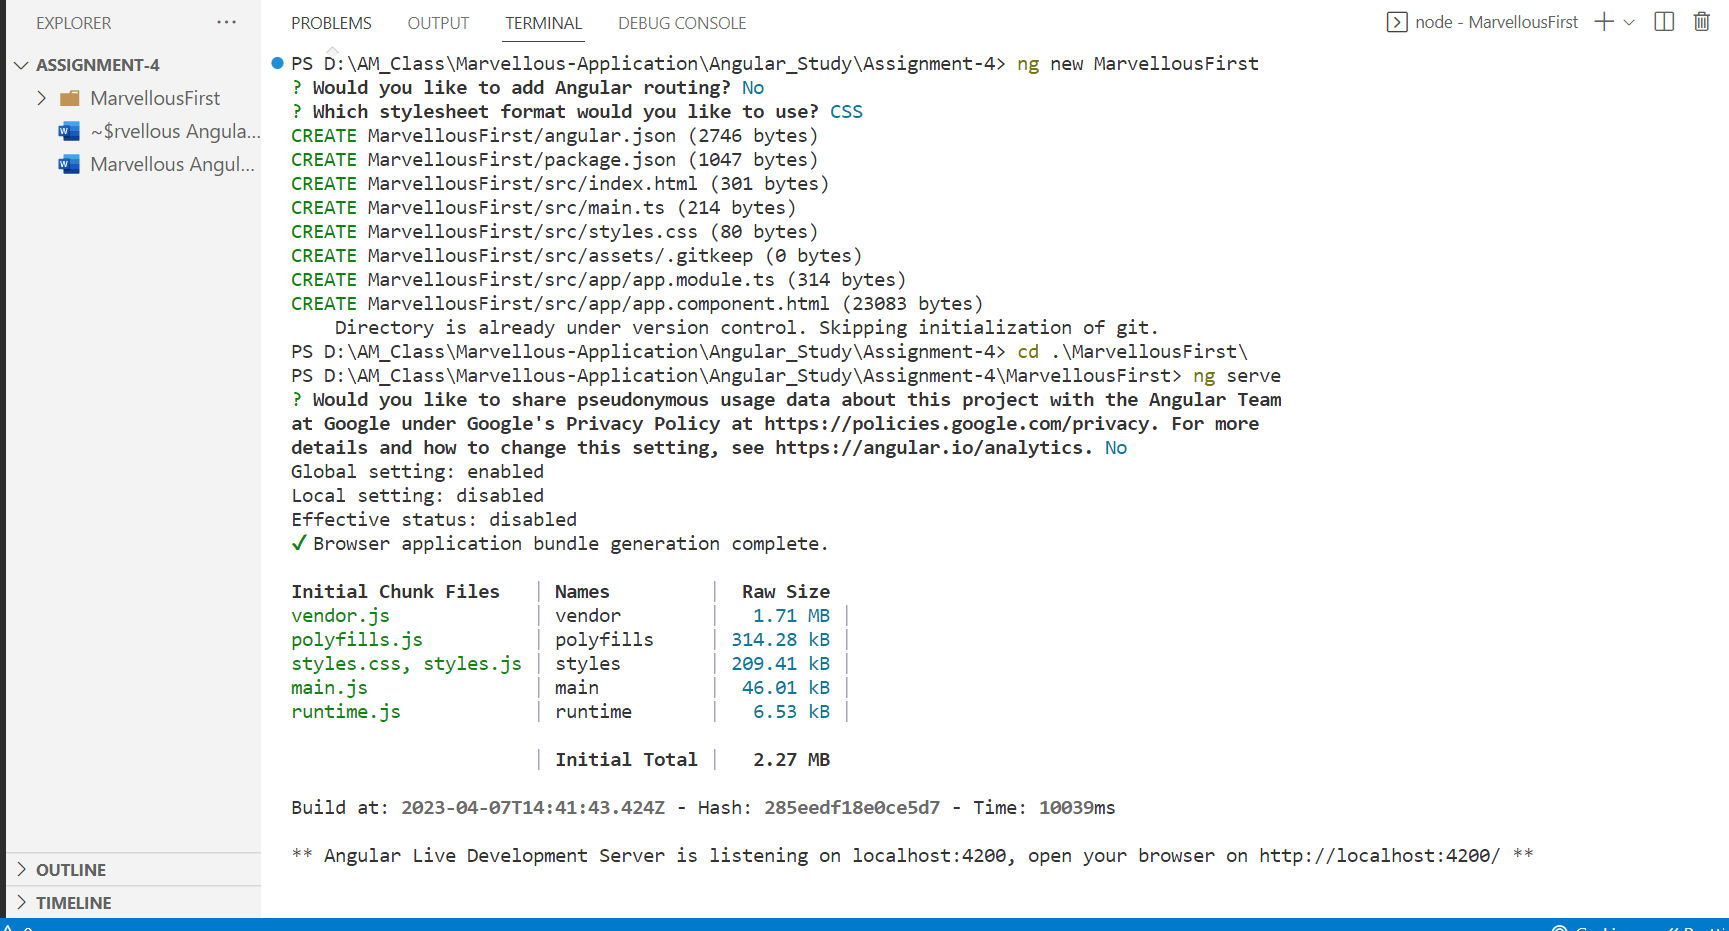 EXPLORER
ASSIGNMENT-4
MarvellousFirst
~$rvellous Angula...
Marvellous Angul...
OUTLINE
TIMELINE
PROBLEMS OUTPUT TERMINAL DEBUG CONSOLE
node - MarvellousFirst
PS D:\AM_Class\Marvellous-Application\Angular_Study\Assignment-4> ng new MarvellousFirst
? Would you like to add Angular routing? No
? Which stylesheet format would you like to use? CSS
CREATE MarvellousFirst/angular.json (2746 bytes)
CREATE MarvellousFirst/package.json (1047 bytes)
CREATE MarvellousFirst/src/index.html (301 bytes)
CREATE MarvellousFirst/src/main.ts (214 bytes)
CREATE MarvellousFirst/src/styles.css (80 bytes)
CREATE MarvellousFirst/src/assets/.gitkeep (0 bytes)
CREATE MarvellousFirst/src/app/app.module.ts (314 bytes)
CREATE MarvellousFirst/src/app/app.component.html (23083 bytes)
Directory is already under version control. Skipping initialization of git.
PS D:\AM_Class\Marvellous-Application\Angular_Study\Assignment-4> cd .\MarvellousFirst\
PS D:\AM_Class\Marvellous-Application\Angular_Study\Assignment-4\MarvellousFirst> ng serve
? Would you like to share pseudonymous usage data about this project with the Angular Team
at Google under Google's Privacy Policy at https://policies.google.com/privacy. For more
details and how to change this setting, see https://angular.io/analytics. No
Global setting: enabled
Local setting: disabled
Effective status: disabled
✓ Browser application bundle generation complete.
Initial Chunk Files | Names | Raw Size
vendor.js | vendor | 1.71 MB |
polyfills.js | polyfills | 314.28 kB |
styles.css, styles.js | styles | 209.41 kB |
main.js | main | 46.01 kB |
runtime.js | runtime | 6.53 kB |
| Initial Total | 2.27 MB
Build at: 2023-04-07T14:41:43.424Z - Hash: 285eedf18e0ce5d7 - Time: 10039ms
** Angular Live Development Server is listening on localhost:4200, open your browser on http://localhost:4200/ **